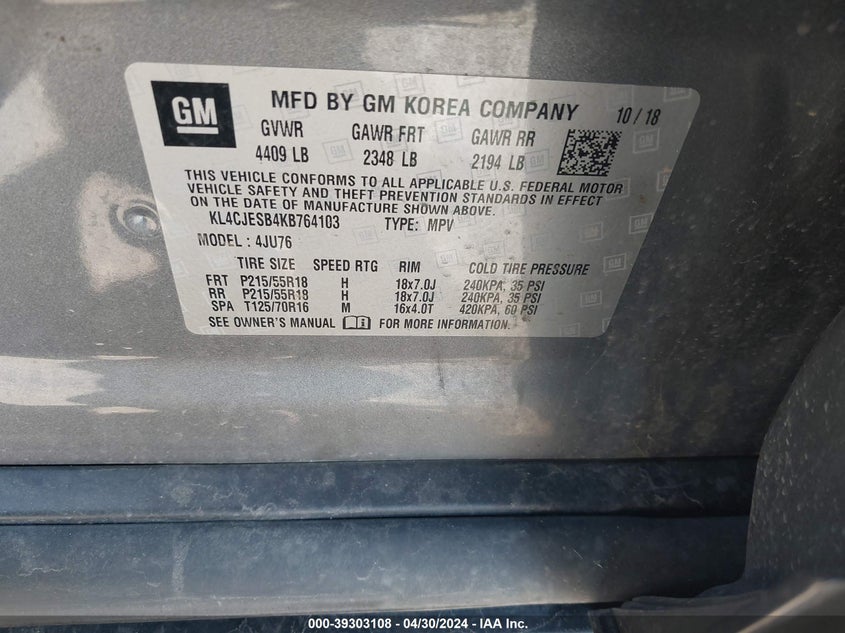 GM MFD BY GM KOREA COMPANY 10/18
GVWR GAWR FRT GAWR RR
4409 LB 2348 LB 2194 LB
THIS VEHICLE CONFORMS TO ALL APPLICABLE U.S. FEDERAL MOTOR
VEHICLE SAFETY AND THEFT PREVENTION STANDARDS IN EFFECT
ON THE DATE OF MANUFACTURE SHOWN ABOVE.
KL4CJESB4KB764103 TYPE: MPV
MODEL: 4JU76
TIRE SIZE SPEED RTG RIM COLD TIRE PRESSURE
FRT P215/55R18 H 18x7.0J 240KPA, 35 PSI
RR P215/55R18 H 18x7.0J 240KPA, 35 PSI
SPA T125/70R16 M 16x4.0T 420KPA, 60 PSI
SEE OWNER'S MANUAL FOR MORE INFORMATION.
000-39303108 - 04/30/2024 - IAA Inc.